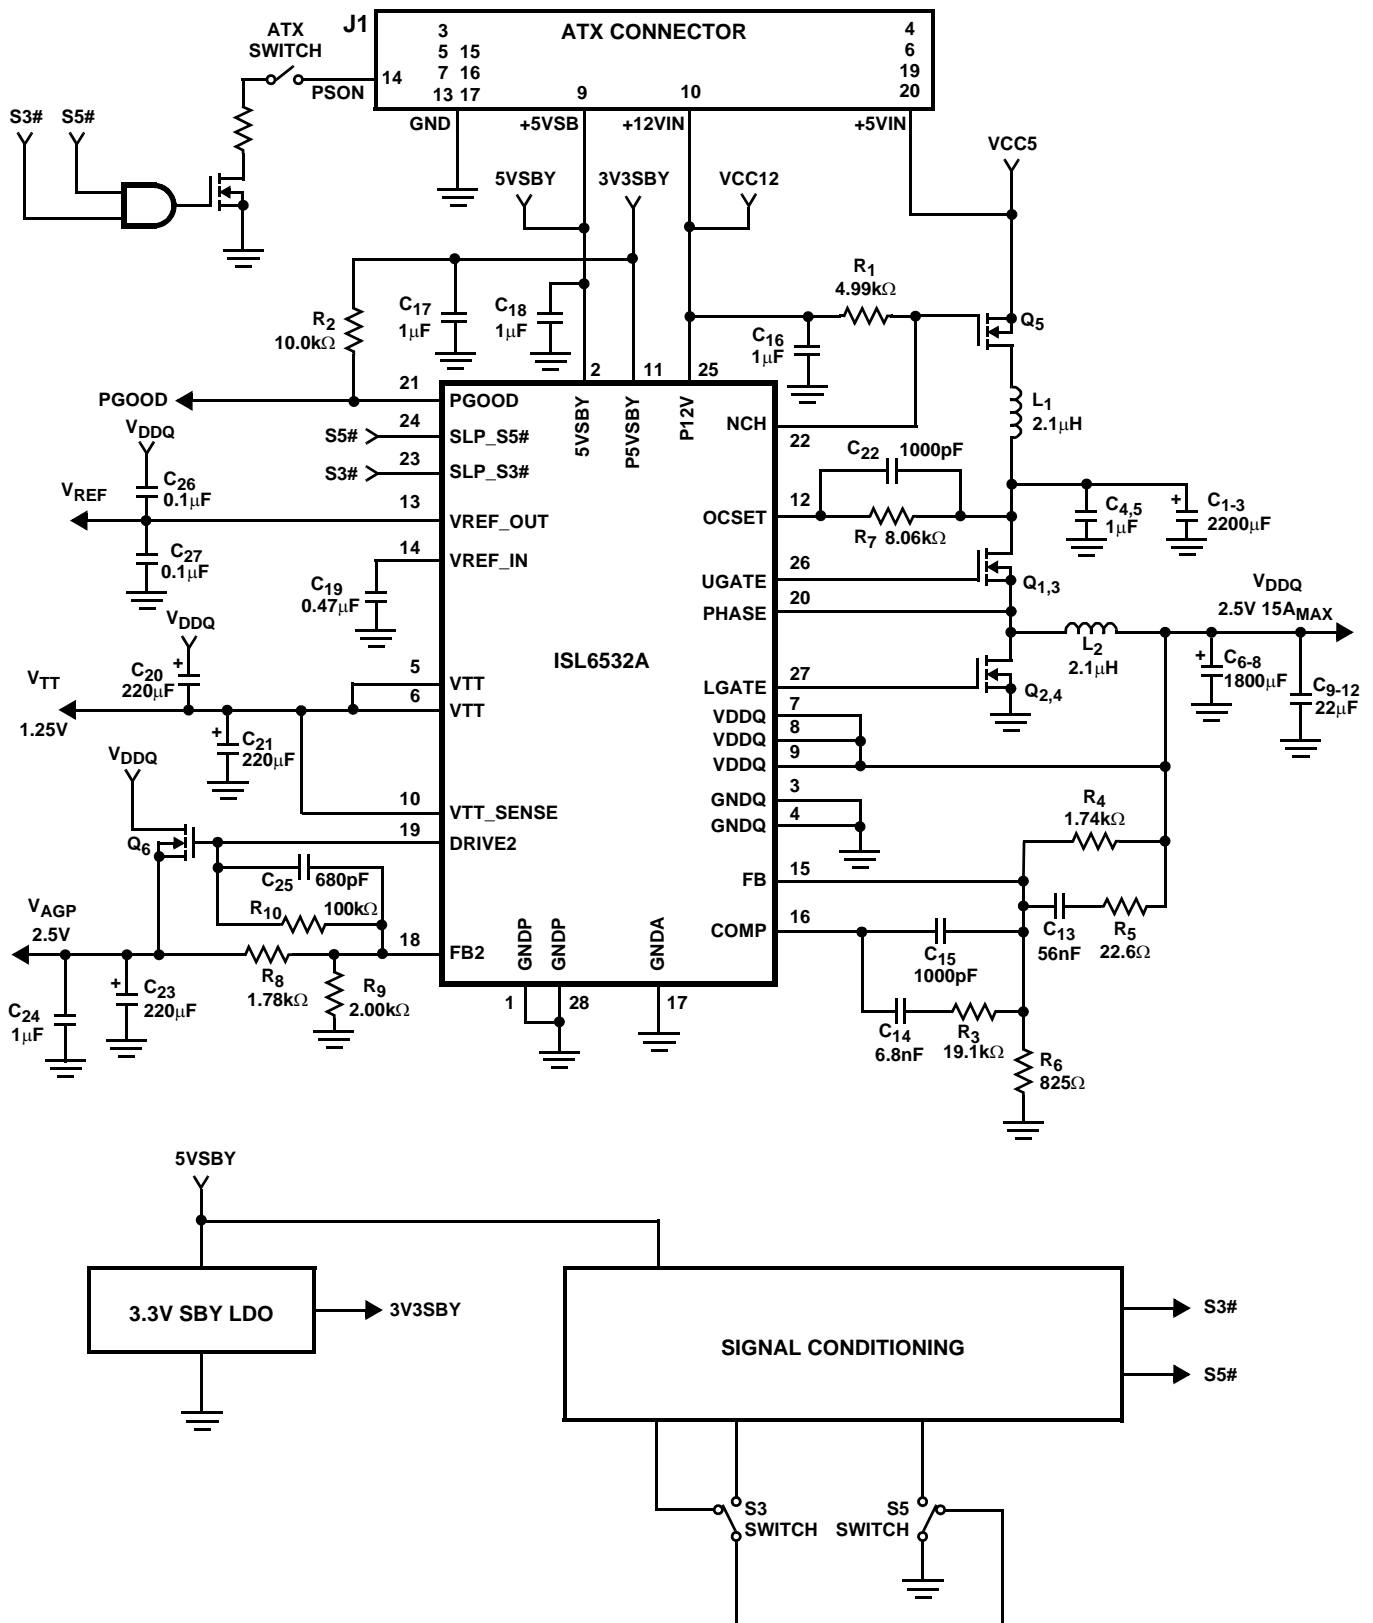 J1
ATX CONNECTOR
ATX
SWITCH
3
5 15
7 16
13 17
4
6
19
20
14
9
10
PSON
GND
+5VSB
+12VIN
+5VIN
S3#
S5#
VCC5
5VSBY
3V3SBY
VCC12
R1
4.99kΩ
Q5
R2
10.0kΩ
C17
1μF
C18
1μF
C16
1μF
L1
2.1μH
2
11
25
5VSBY
P5VSBY
P12V
PGOOD
21
PGOOD
S5#
24
SLP_S5#
S3#
23
SLP_S3#
VDDQ
C26
0.1μF
VREF
13
VREF_OUT
C27
0.1μF
14
VREF_IN
C19
0.47μF
NCH
22
C22
1000pF
12
OCSET
R7 8.06kΩ
C4,5
1μF
C1-3
2200μF
26
UGATE
Q1,3
20
PHASE
VDDQ
2.5V 15AMAX
L2
2.1μH
27
LGATE
Q2,4
C6-8
1800μF
C9-12
22μF
ISL6532A
VDDQ
C20
220μF
VTT
1.25V
5
VTT
6
VTT
C21
220μF
7
VDDQ
8
VDDQ
9
VDDQ
3
GNDQ
4
GNDQ
VDDQ
10
VTT_SENSE
19
DRIVE2
Q6
C25
680pF
R10
100kΩ
VAGP
2.5V
18
FB2
R8
1.78kΩ
R9
2.00kΩ
C23
220μF
C24
1μF
GNDP
GNDP
GNDA
1
28
17
R4
1.74kΩ
15
FB
16
COMP
C13
56nF
R5
22.6Ω
C15
1000pF
C14
6.8nF
R3
19.1kΩ
R6
825Ω
5VSBY
3.3V SBY LDO
3V3SBY
SIGNAL CONDITIONING
S3#
S5#
S3
SWITCH
S5
SWITCH
+
+
+
+
+